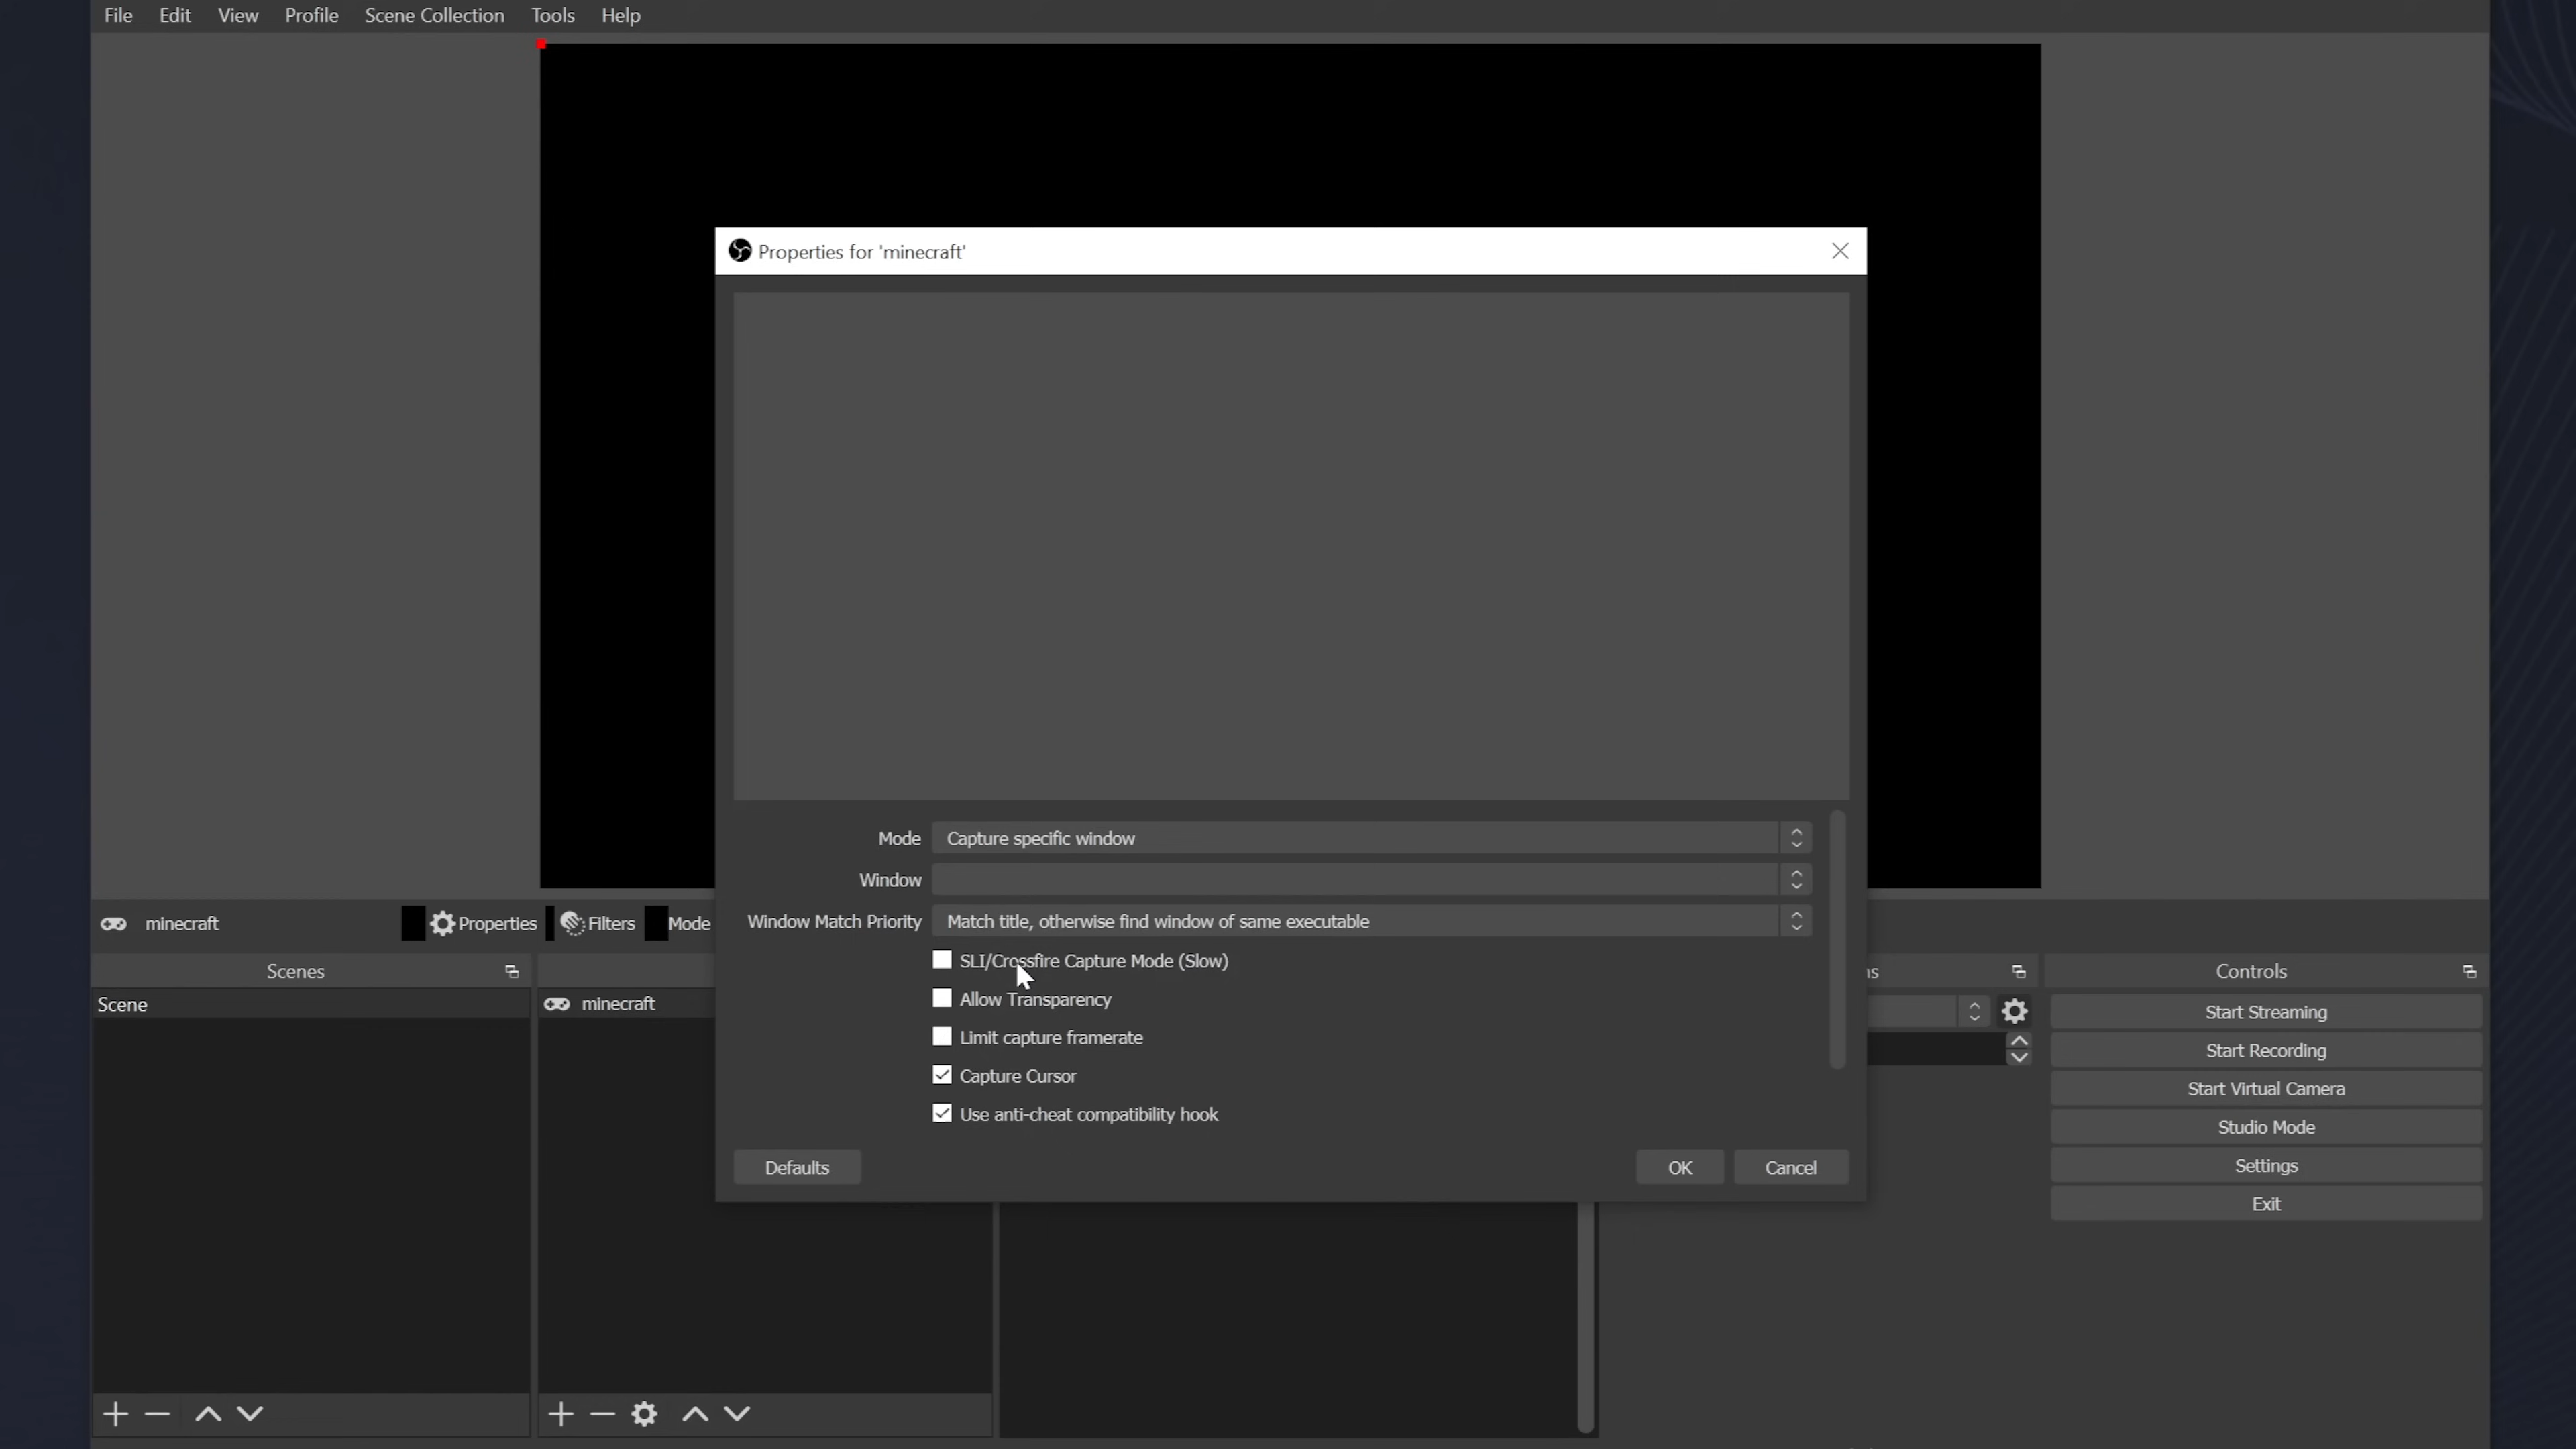 File Edit View Profile Scene Collection Tools Help
Properties for 'minecraft'
Mode Capture specific window
Window
Window Match Priority Match title, otherwise find window of same executable
SLI/Crossfire Capture Mode (Slow)
Allow Transparency
Limit capture framerate
Capture Cursor
Use anti-cheat compatibility hook
Defaults OK Cancel
minecraft Properties Filters Mode
Scenes
Scene
minecraft
ns
Controls
Start Streaming
Start Recording
Start Virtual Camera
Studio Mode
Settings
Exit